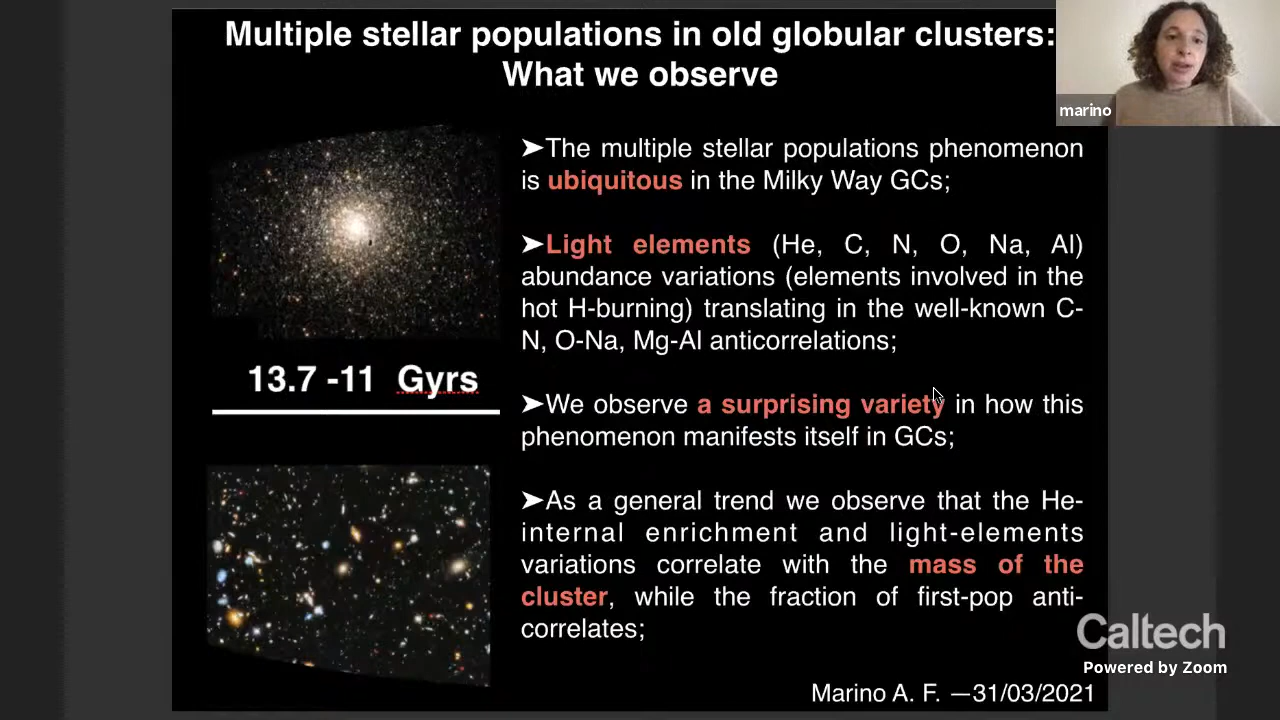 Multiple stellar populations in old globular clusters:
What we observe
marino
➤The multiple stellar populations phenomenon
is ubiquitous in the Milky Way GCs;
➤Light elements (He, C, N, O, Na, Al)
abundance variations (elements involved in the
hot H-burning) translating in the well-known C-
N, O-Na, Mg-Al anticorrelations;
13.7 -11 Gyrs
➤We observe a surprising variety in how this
phenomenon manifests itself in GCs;
➤As a general trend we observe that the He-
internal enrichment and light-elements
variations correlate with the mass of the
cluster, while the fraction of first-pop anti-
correlates;
Caltech
Powered by Zoom
Marino A. F. —31/03/2021